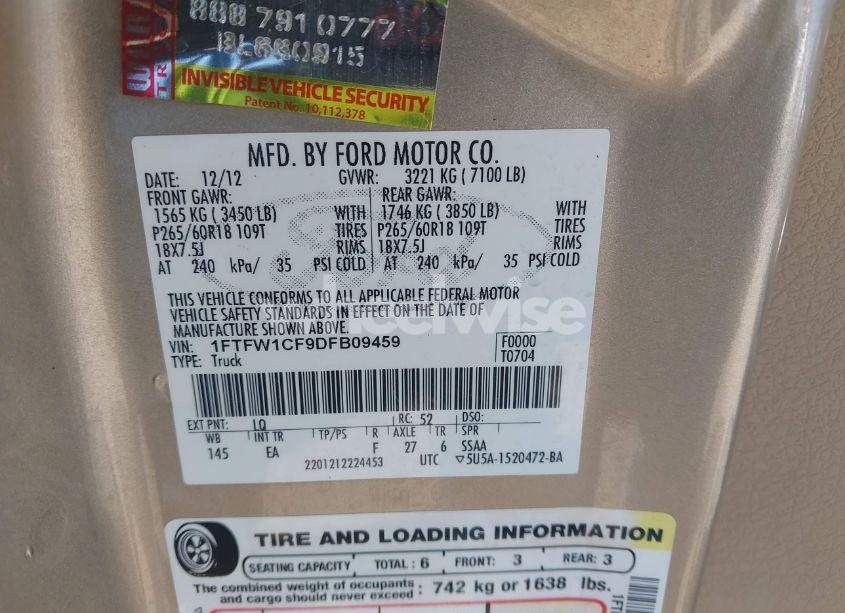 888 791 0777
BL680915
INVISIBLE VEHICLE SECURITY
Patent No. 10,112,378
MFD. BY FORD MOTOR CO.
DATE: 12/12 GVWR: 3221 KG ( 7100 LB)
FRONT GAWR: REAR GAWR:
1565 KG ( 3450 LB) WITH 1746 KG ( 3850 LB) WITH
P265/60R18 109T TIRES P265/60R18 109T TIRES
18X7.5J RIMS 18X7.5J RIMS
AT 240 kPa/ 35 PSI COLD AT 240 kPa/ 35 PSI COLD
THIS VEHICLE CONFORMS TO ALL APPLICABLE FEDERAL MOTOR
VEHICLE SAFETY STANDARDS IN EFFECT ON THE DATE OF
MANUFACTURE SHOWN ABOVE.
VIN: 1FTFW1CF9DFB09459 F0000
TYPE: Truck T0704
EXT PNT: LQ RC: 52 DSO:
WB INT TR TP/PS R AXLE TR SPR
145 EA F 27 6 SSAA
2201212224453 UTC ▽5U5A-1520472-BA
TIRE AND LOADING INFORMATION
SEATING CAPACITY TOTAL : 6 FRONT: 3 REAR: 3
The combined weight of occupants
and cargo should never exceed : 742 kg or 1638 lbs.